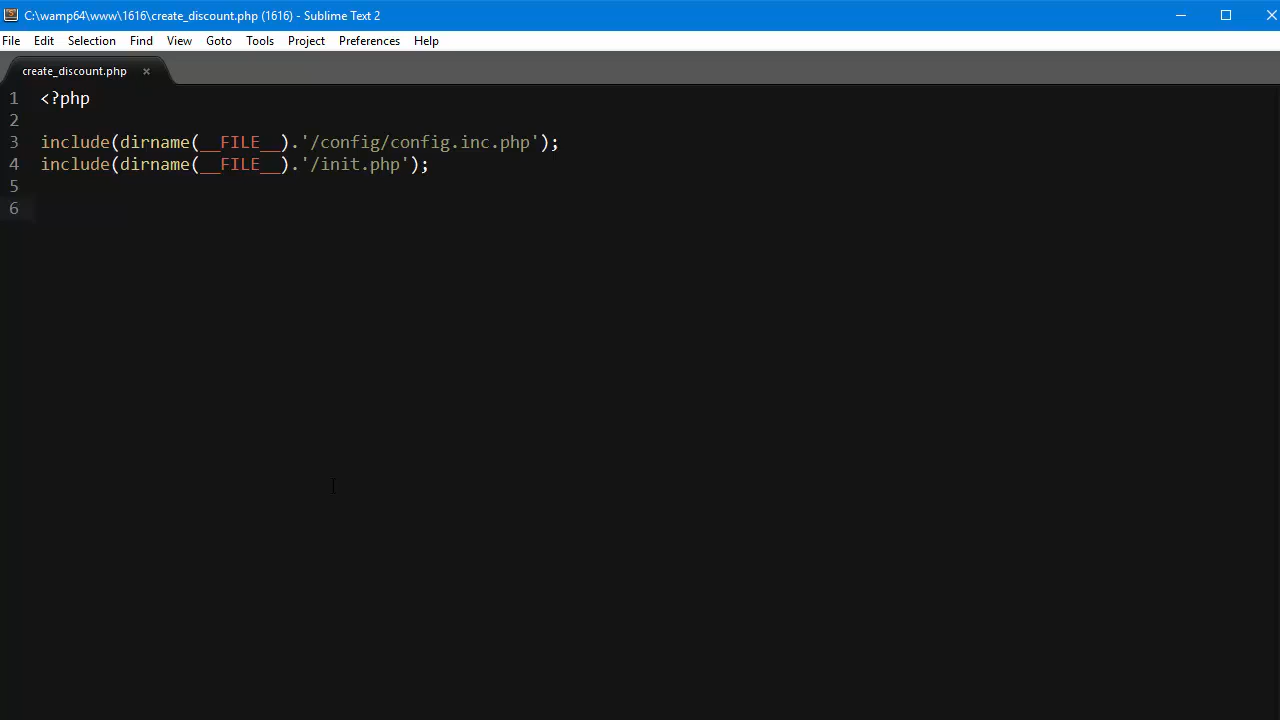 C:\wamp64\www\1616\create_discount.php (1616) - Sublime Text 2
File Edit Selection Find View Goto Tools Project Preferences Help
create_discount.php ×
1 <?php
2
3 include(dirname(__FILE__).'/config/config.inc.php');
4 include(dirname(__FILE__).'/init.php');
5
6